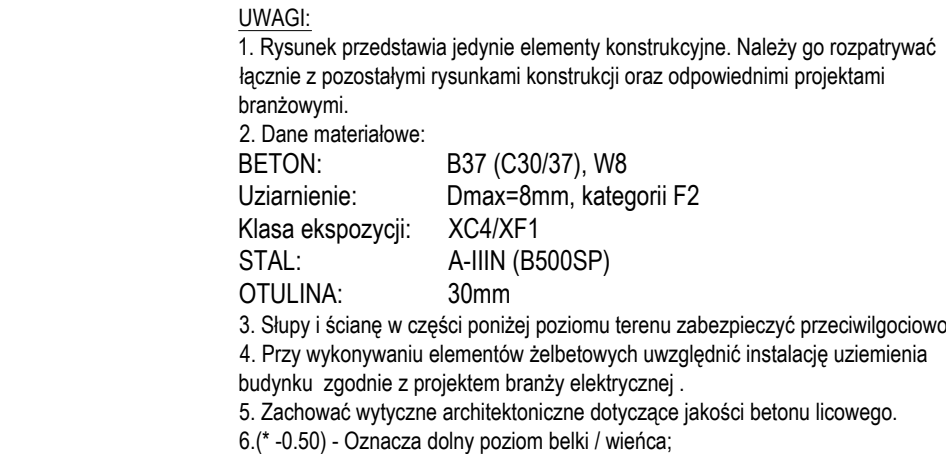 UWAGI:
1. Rysunek przedstawia jedynie elementy konstrukcyjne. Należy go rozpatrywać
łącznie z pozostałymi rysunkami konstrukcji oraz odpowiednimi projektami
branżowymi.
2. Dane materiałowe:
BETON: B37 (C30/37), W8
Uziarnienie: Dmax=8mm, kategorii F2
Klasa ekspozycji: XC4/XF1
STAL: A-IIIN (B500SP)
OTULINA: 30mm
3. Słupy i ścianę w części poniżej poziomu terenu zabezpieczyć przeciwilgociowo
4. Przy wykonywaniu elementów żelbetowych uwzględnić instalację uziemienia
budynku zgodnie z projektem branży elektrycznej .
5. Zachować wytyczne architektoniczne dotyczące jakości betonu licowego.
6.(* -0.50) - Oznacza dolny poziom belki / wieńca;